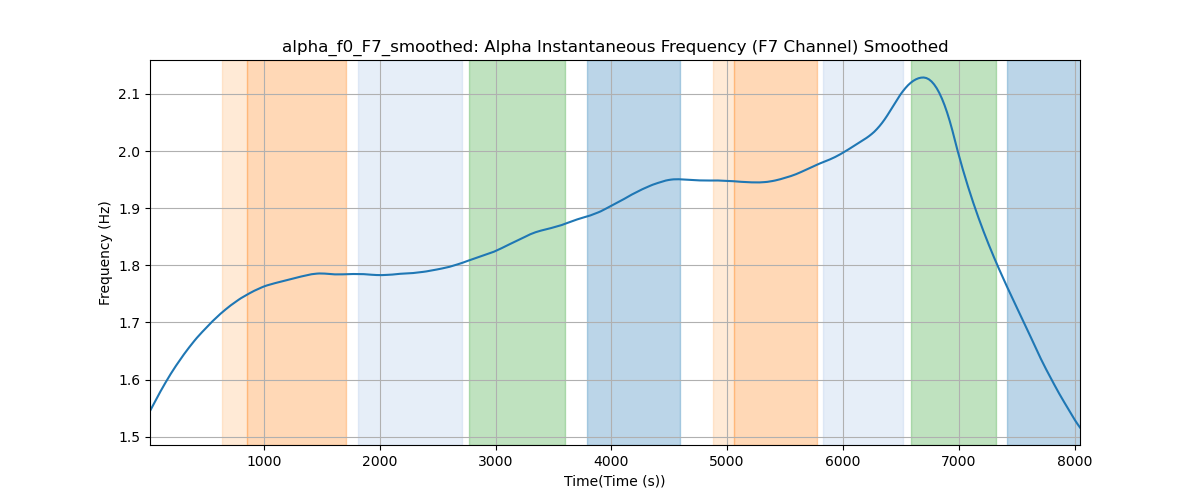 alpha_f0_F7_smoothed: Alpha Instantaneous Frequency (F7 Channel) Smoothed
Frequency (Hz)
2.1
2.0
1.9
1.8
1.7
1.6
1.5
1000 2000 3000 4000 5000 6000 7000 8000
Time(Time (s))